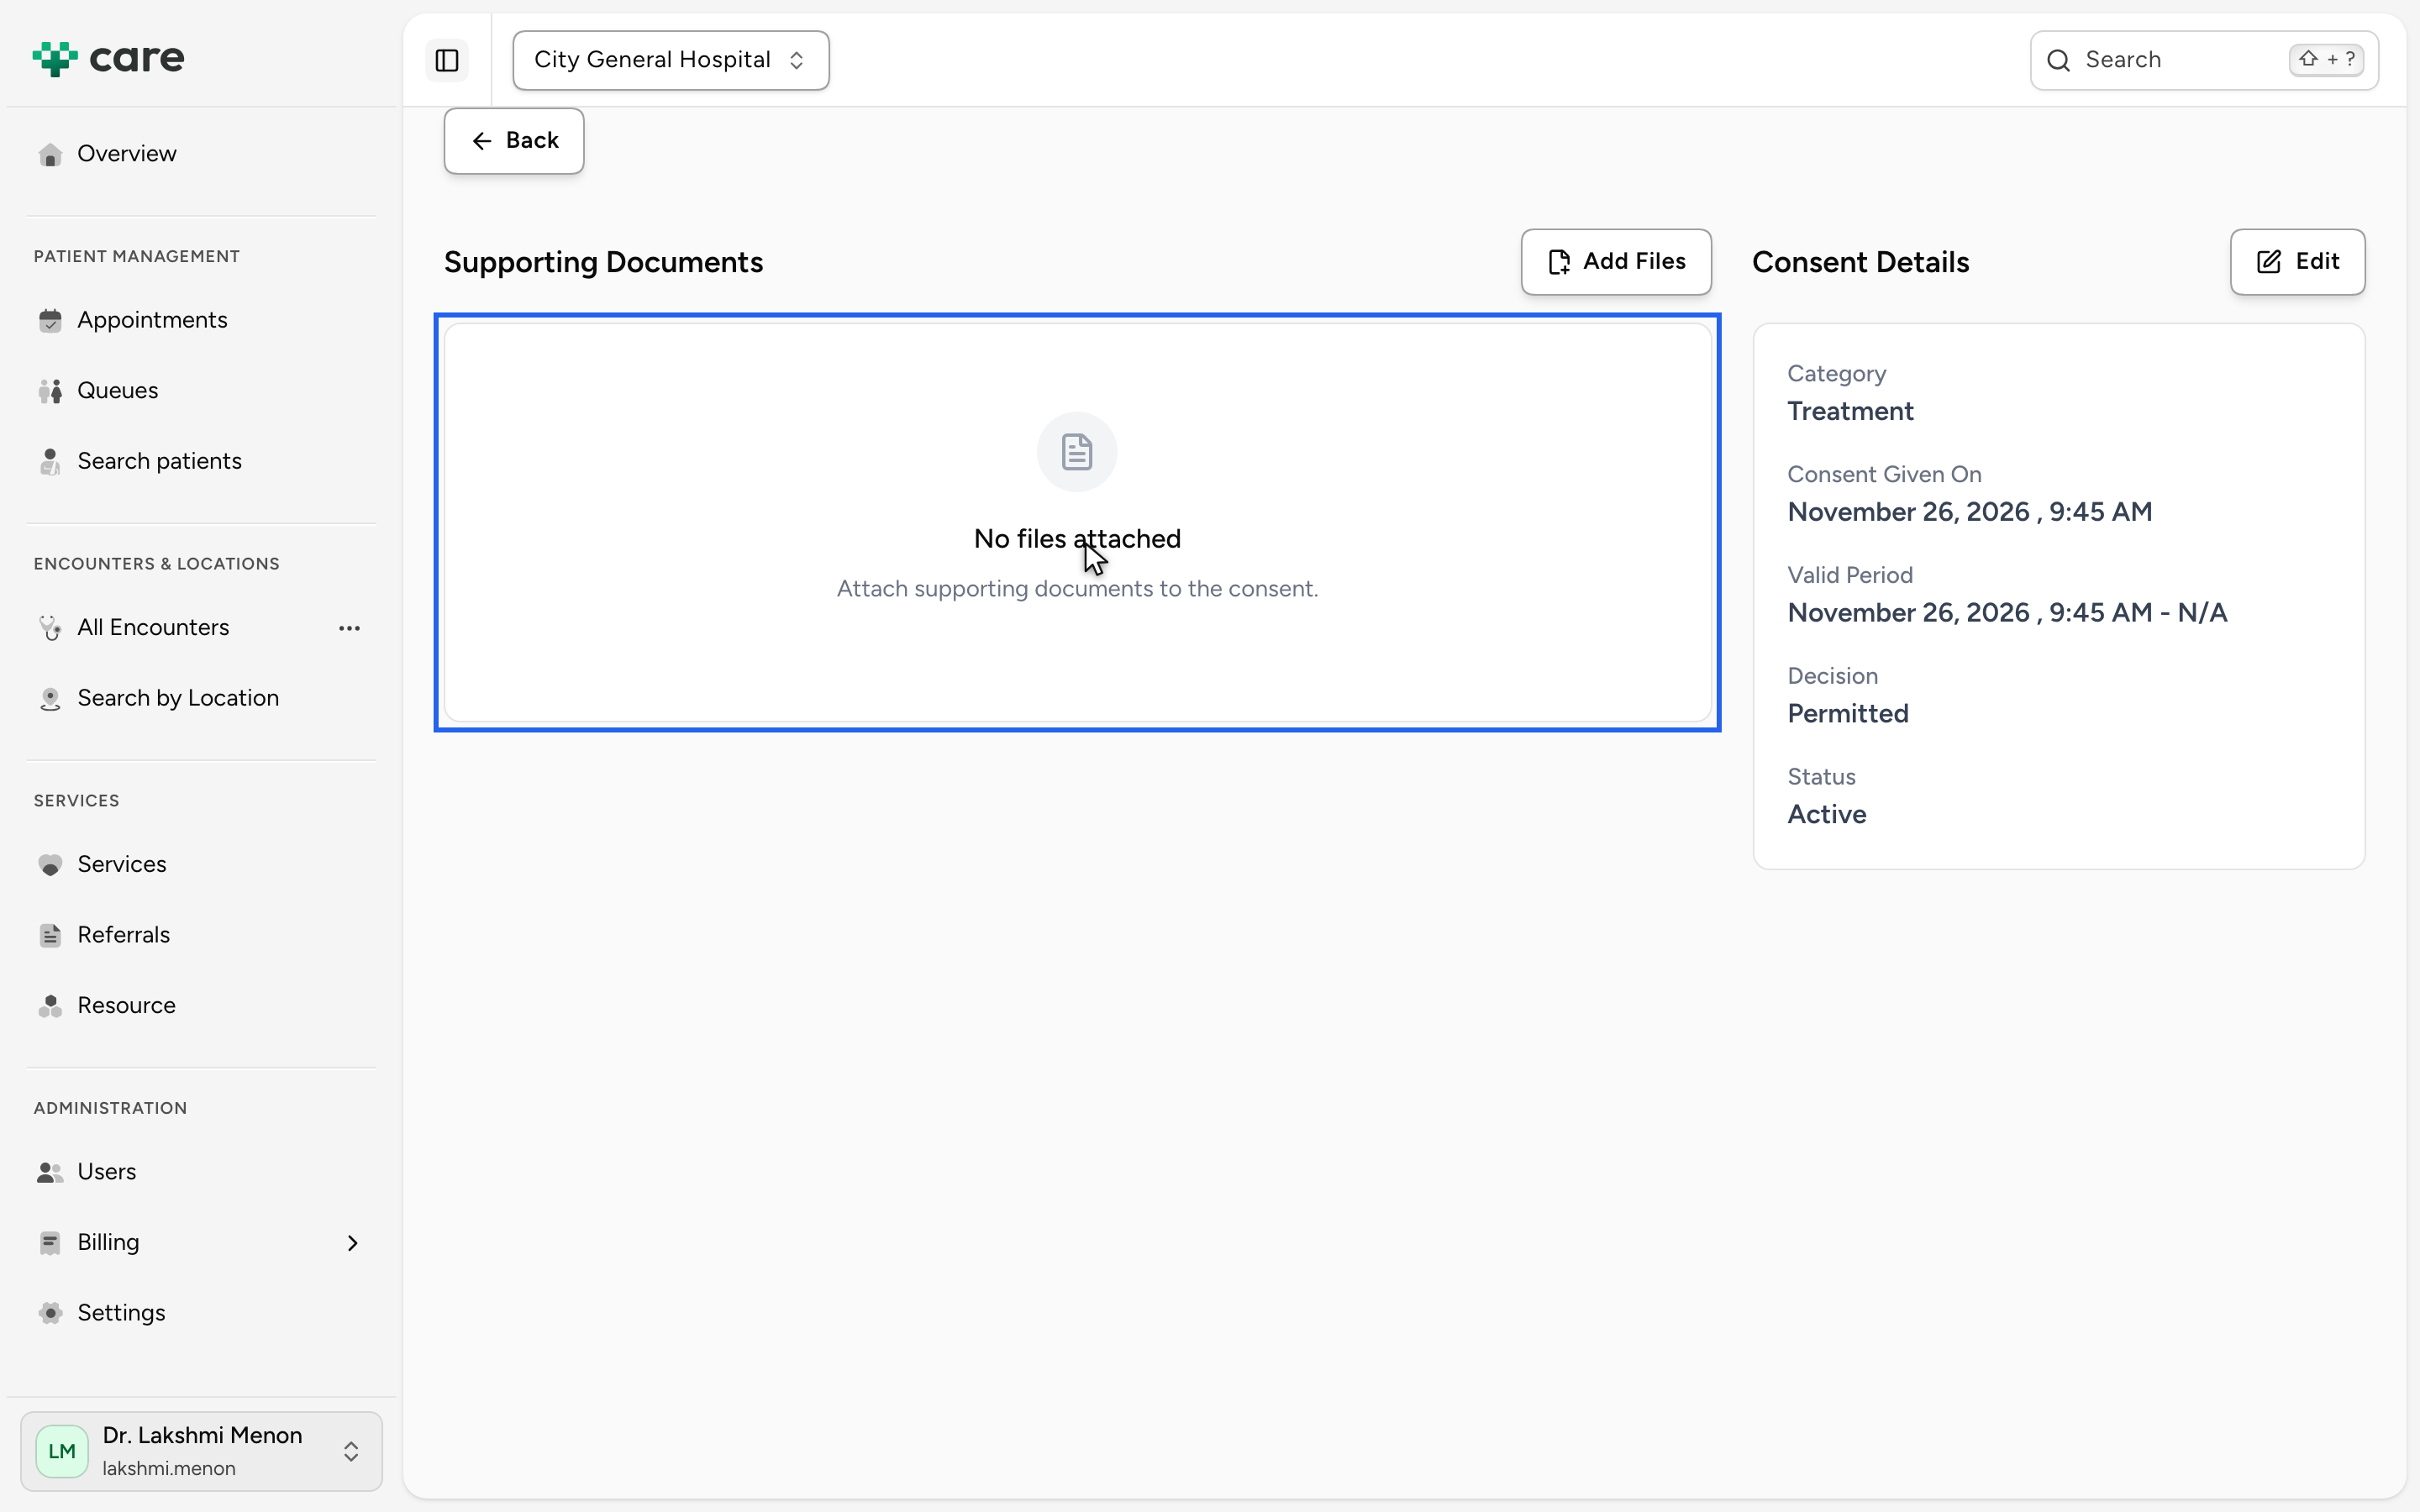 care
City General Hospital
Search
⇧ + ?
Overview
PATIENT MANAGEMENT
Appointments
Queues
Search patients
ENCOUNTERS & LOCATIONS
All Encounters
Search by Location
SERVICES
Services
Referrals
Resource
ADMINISTRATION
Users
Billing
Settings
LM
Dr. Lakshmi Menon
lakshmi.menon
Back
Supporting Documents
Add Files
No files attached
Attach supporting documents to the consent.
Consent Details
Edit
Category
Treatment
Consent Given On
November 26, 2026 , 9:45 AM
Valid Period
November 26, 2026 , 9:45 AM - N/A
Decision
Permitted
Status
Active